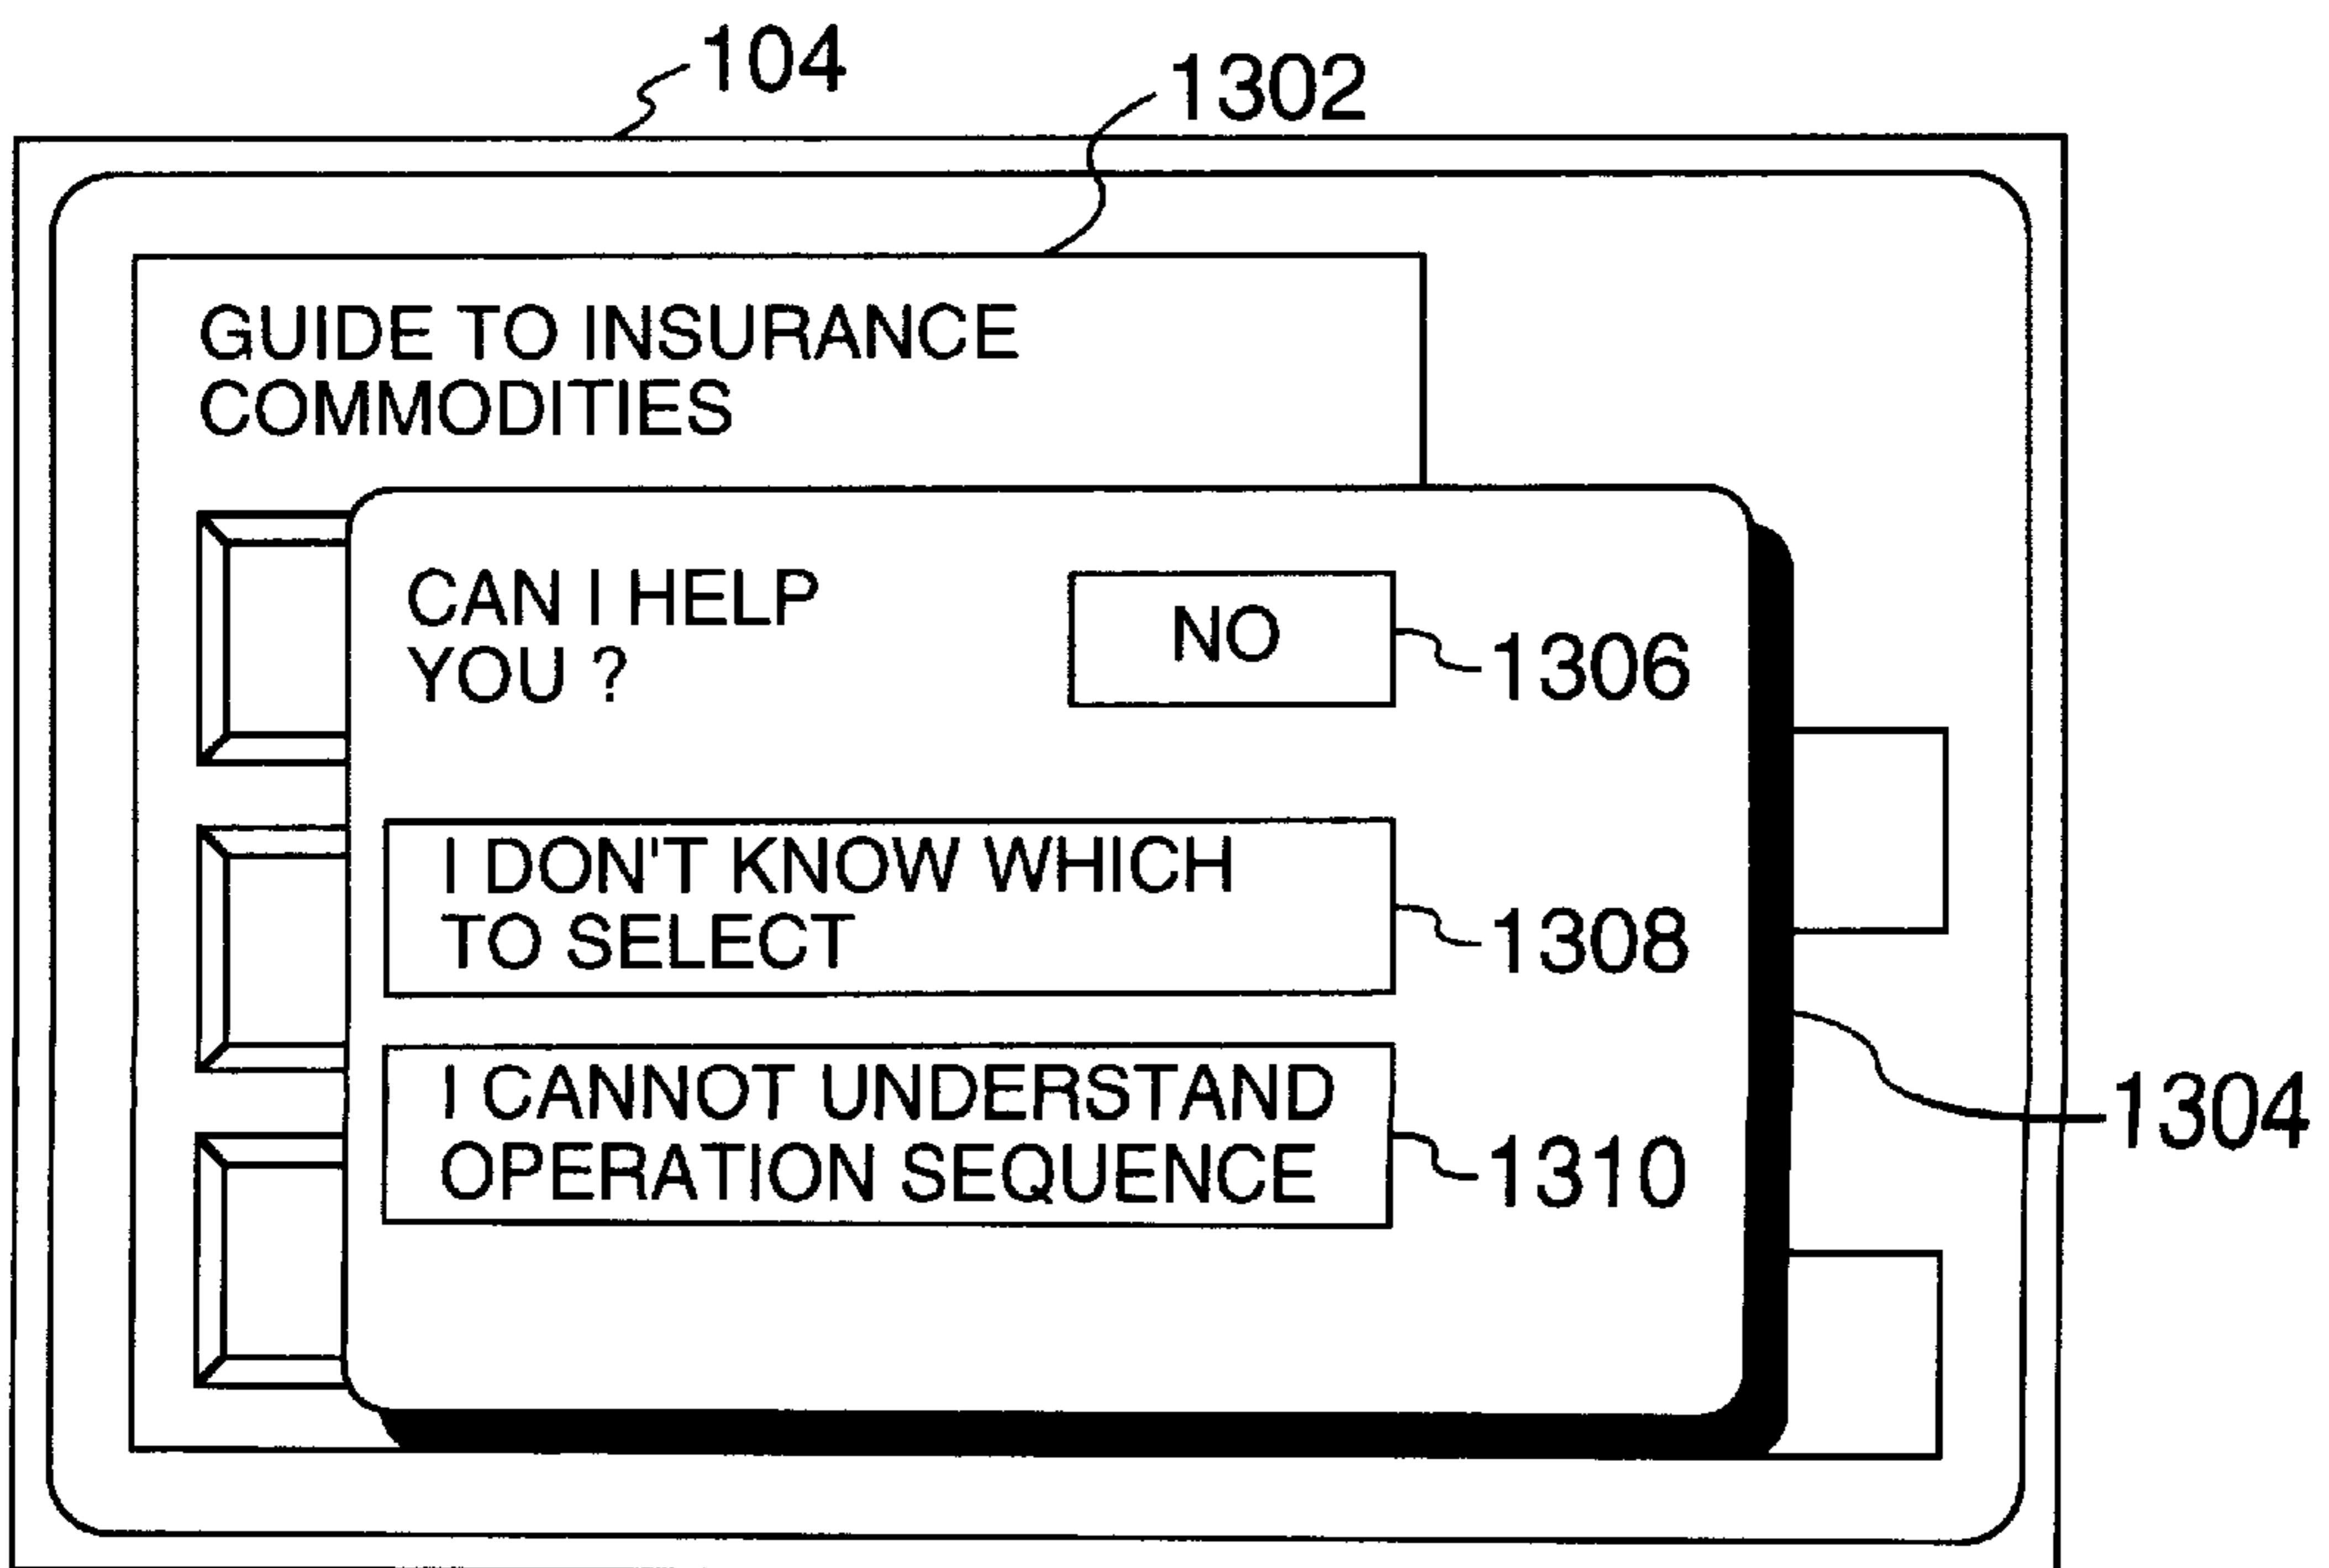 104
1302
GUIDE TO INSURANCE
COMMODITIES
CAN I HELP
YOU ?
NO
1306
I DON'T KNOW WHICH
TO SELECT
1308
I CANNOT UNDERSTAND
OPERATION SEQUENCE
1310
1304